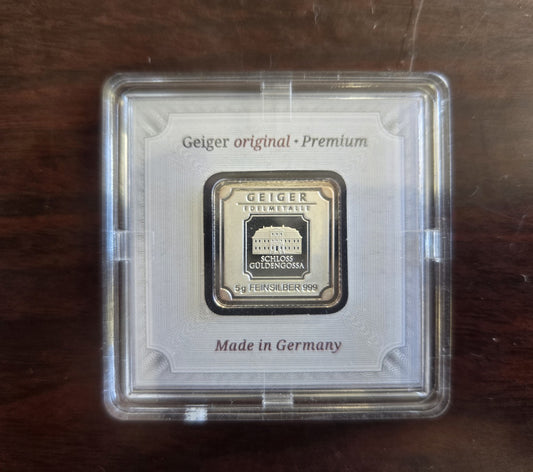 Geiger original • Premium
GEIGER
EDELMETALLE
SCHLOSS
GÜLDENGOSSA
5g FEINSILBER 999
Made in Germany